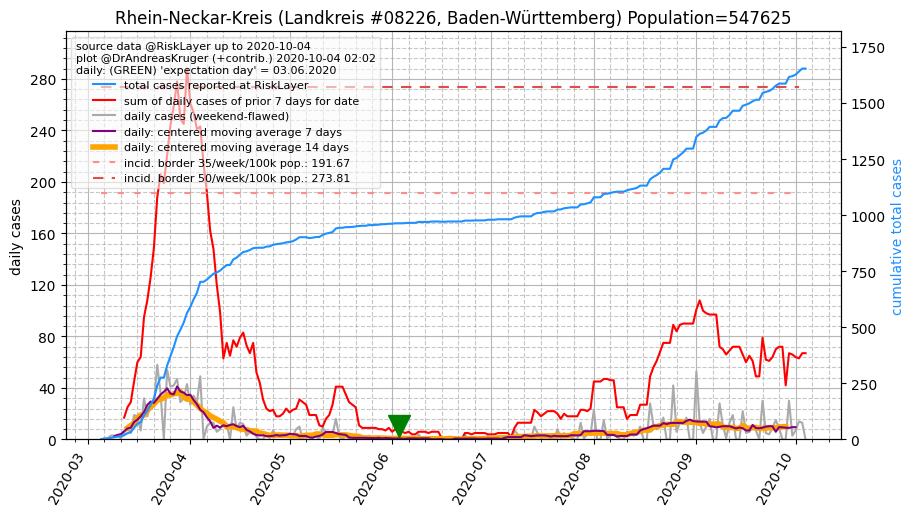 Rhein-Neckar-Kreis (Landkreis #08226, Baden-Württemberg) Population=547625
source data @RiskLayer up to 2020-10-04
plot @DrAndreasKruger (+contrib.) 2020-10-04 02:02
daily: (GREEN) 'expectation day' = 03.06.2020
total cases reported at RiskLayer
sum of daily cases of prior 7 days for date
daily cases (weekend-flawed)
daily: centered moving average 7 days
daily: centered moving average 14 days
incid. border 35/week/100k pop.: 191.67
incid. border 50/week/100k pop.: 273.81
daily cases
280
240
200
160
120
80
40
0
cumulative total cases
1750
1500
1250
1000
750
500
250
0
2020-03
2020-04
2020-05
2020-06
2020-07
2020-08
2020-09
2020-10